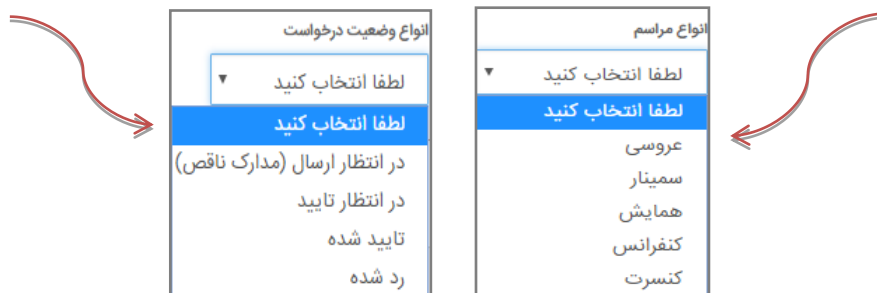 انواع مراسم
لطفا انتخاب کنید
لطفا انتخاب کنید
عروسی
سمینار
همایش
کنفرانس
کنسرت
انواع وضعیت درخواست
لطفا انتخاب کنید
لطفا انتخاب کنید
در انتظار ارسال (مدارک ناقص)
در انتظار تایید
تایید شده
رد شده